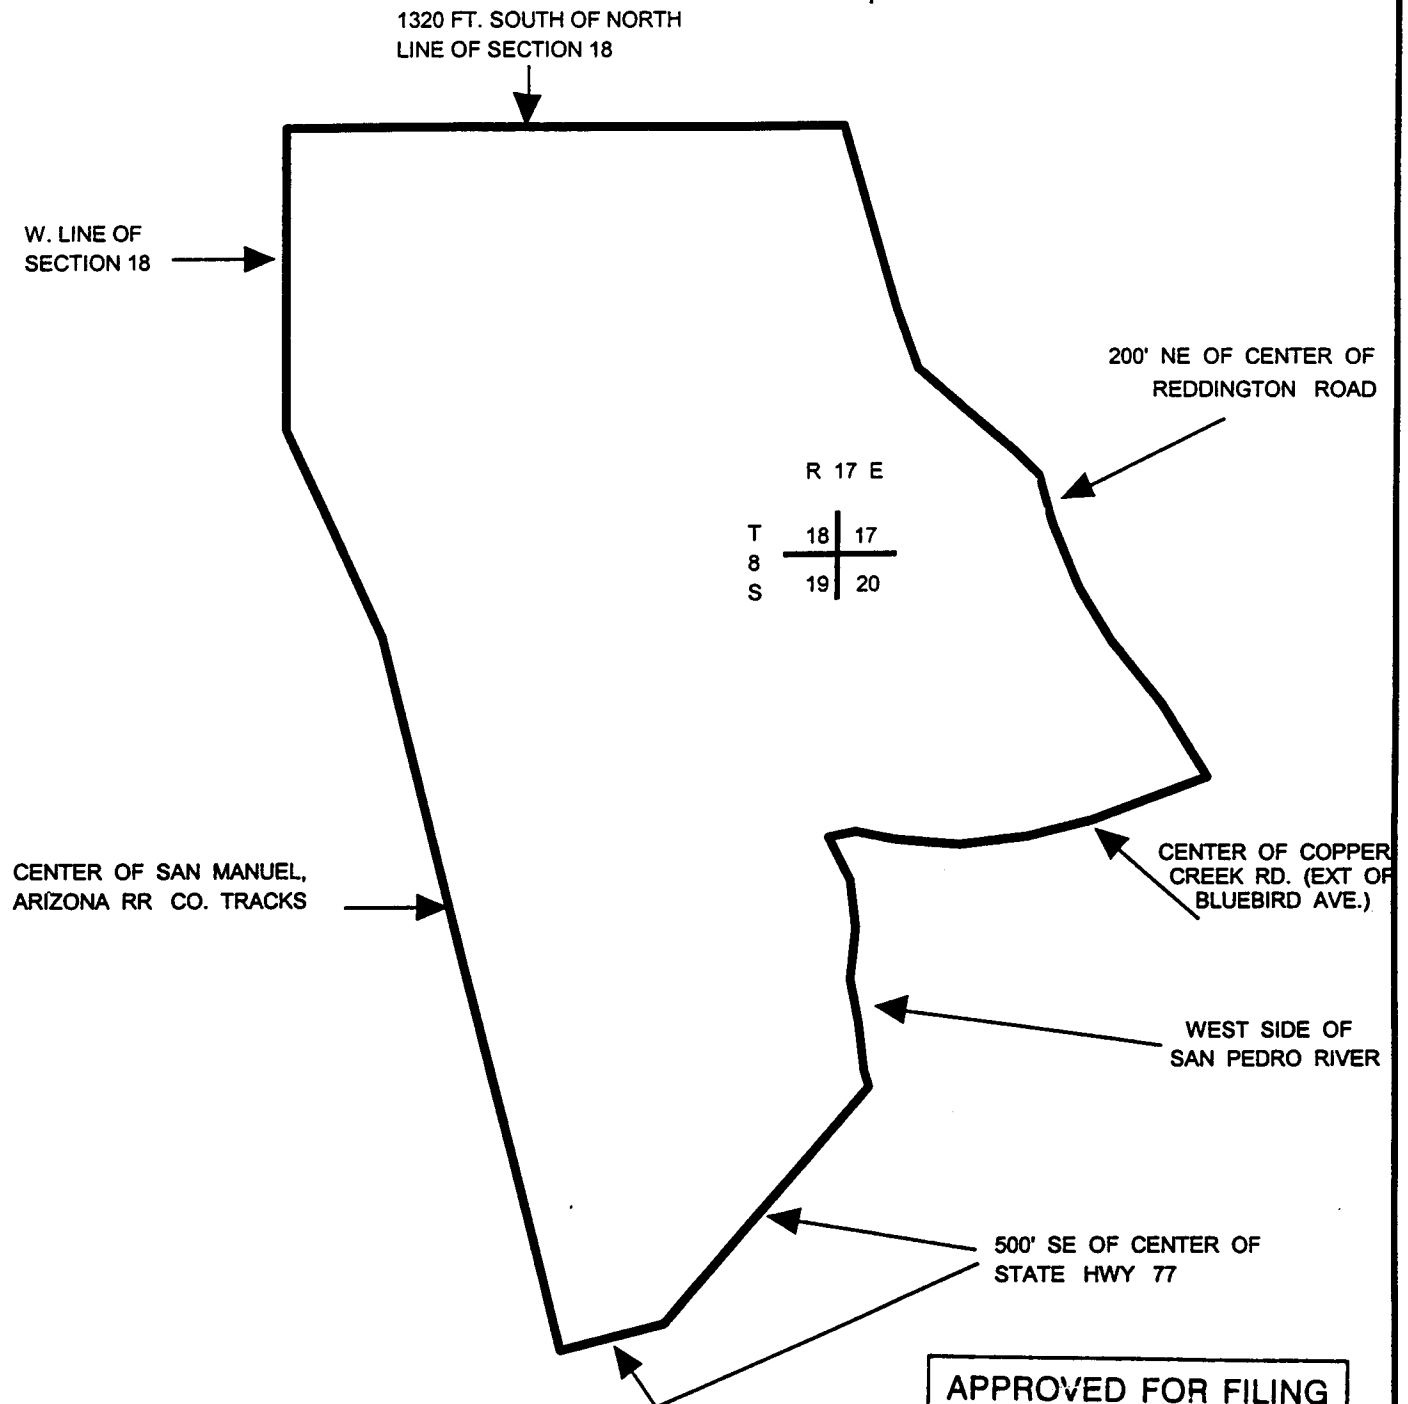 1320 FT. SOUTH OF NORTH
LINE OF SECTION 18
W. LINE OF
SECTION 18
200' NE OF CENTER OF
REDDINGTON ROAD
R 17 E
T
8
S
18 17
19 20
CENTER OF COPPER
CREEK RD. (EXT OF
BLUEBIRD AVE.)
CENTER OF SAN MANUEL,
ARIZONA RR CO. TRACKS
WEST SIDE OF
SAN PEDRO RIVER
500' SE OF CENTER OF
STATE HWY 77
APPROVED FOR FILING